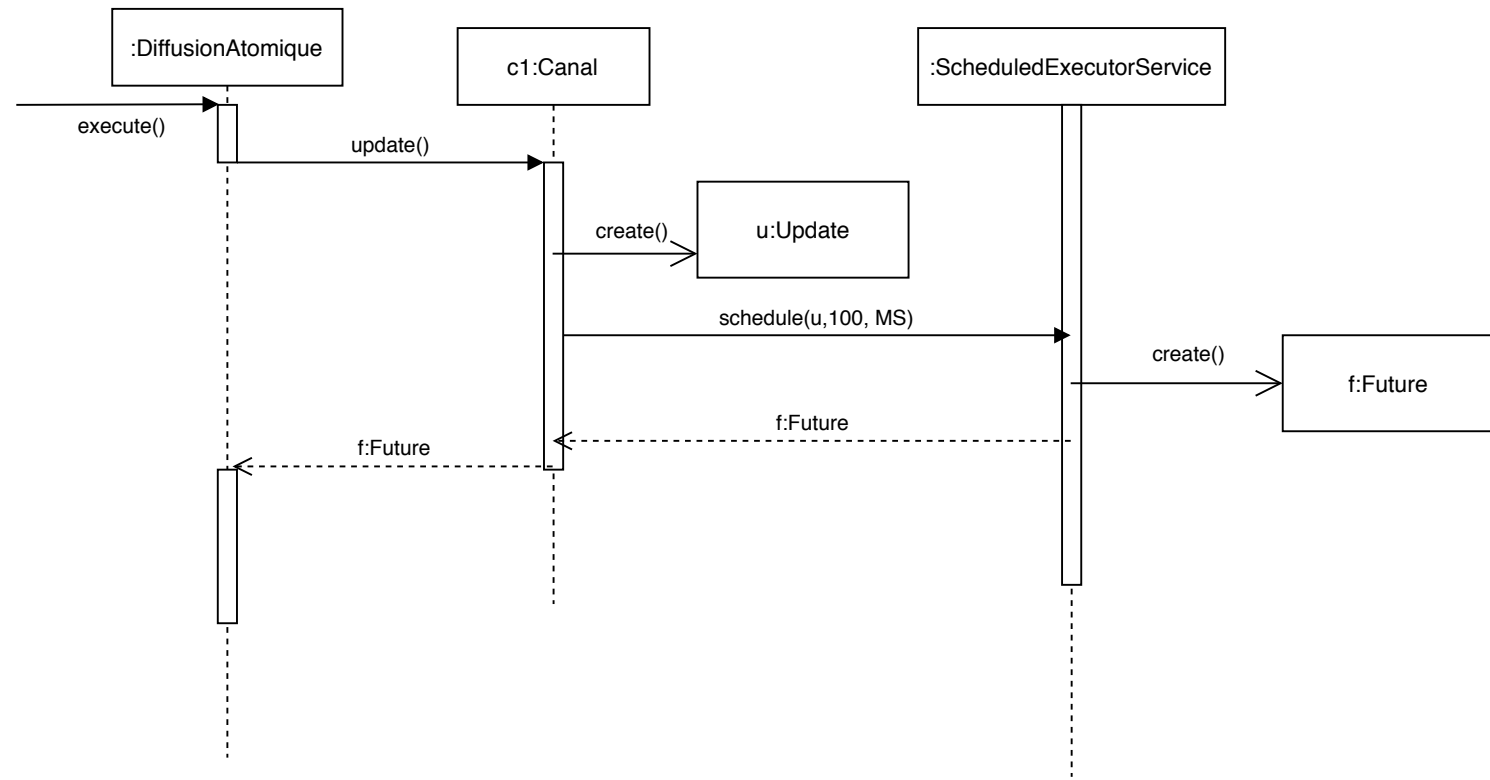 :DiffusionAtomique
c1:Canal
:ScheduledExecutorService
execute()
update()
create()
u:Update
schedule(u,100, MS)
create()
f:Future
f:Future
f:Future